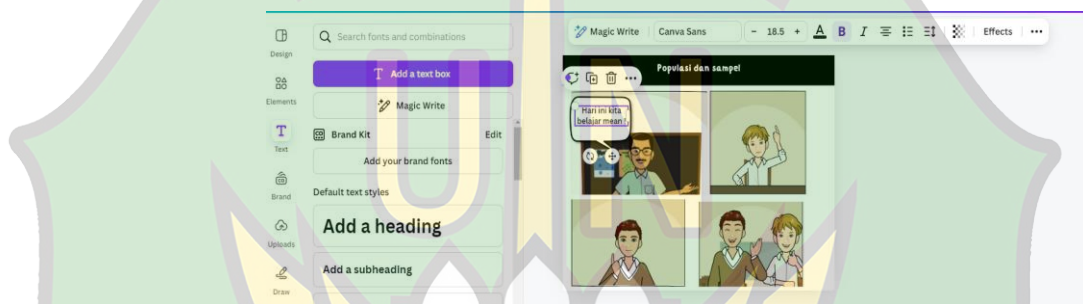 Magic Write
Canva Sans
- 18.5 +
A B I
Effects
Design
Search fonts and combinations
T Add a text box
Magic Write
Elements
T
Text
Brand Kit Edit
Add your brand fonts
Brand
Default text styles
Add a heading
Uploads
Add a subheading
Draw
Populasi dan sampel
Hari ini kita
belajar mean !
UN